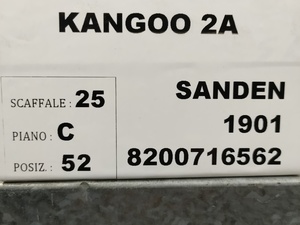 KANGOO 2A
SCAFFALE : 25
PIANO : C
POSIZ. : 52
SANDEN
1901
8200716562